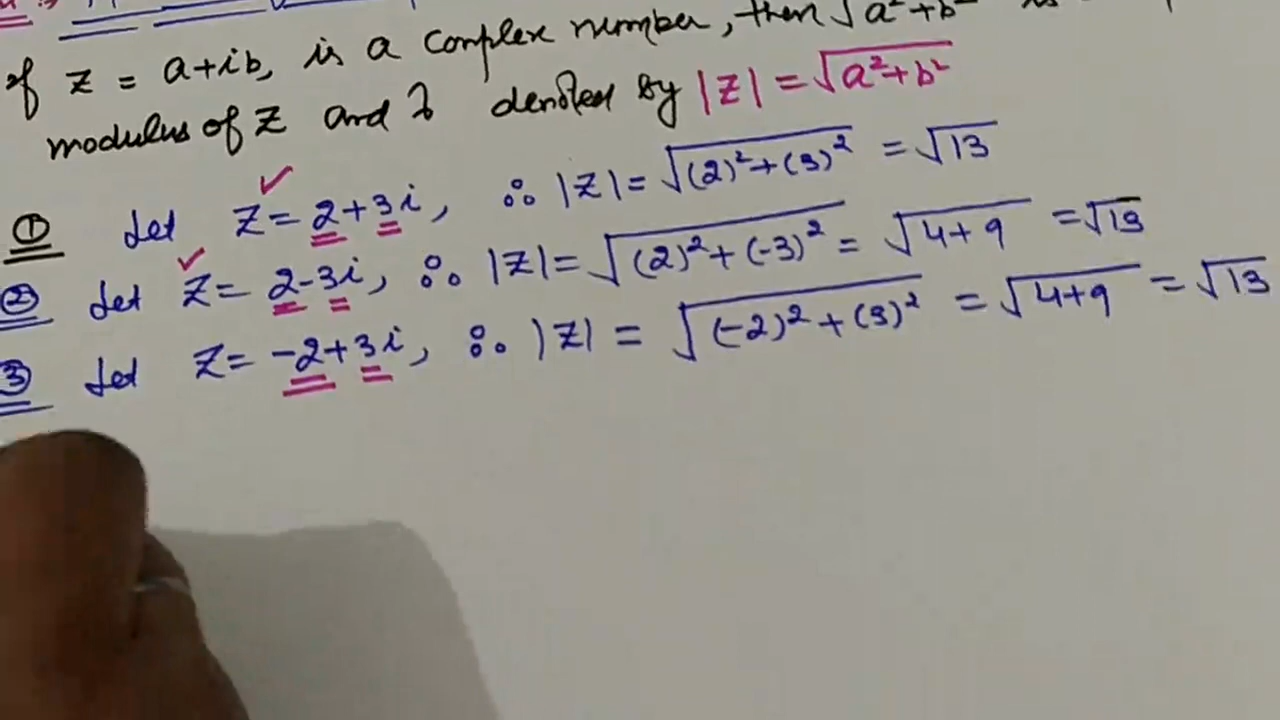 If z = a+ib, is a complex number, then √a²+b²
modulus of z and denoted by |z| = √a²+b²
① Let z = 2+3i, ∴ |z| = √(2)²+(3)² = √13
② Let z = 2-3i, ∴ |z| = √(2)²+(-3)² = √4+9 = √13
③ Let z = -2+3i, ∴ |z| = √(-2)²+(3)² = √4+9 = √13